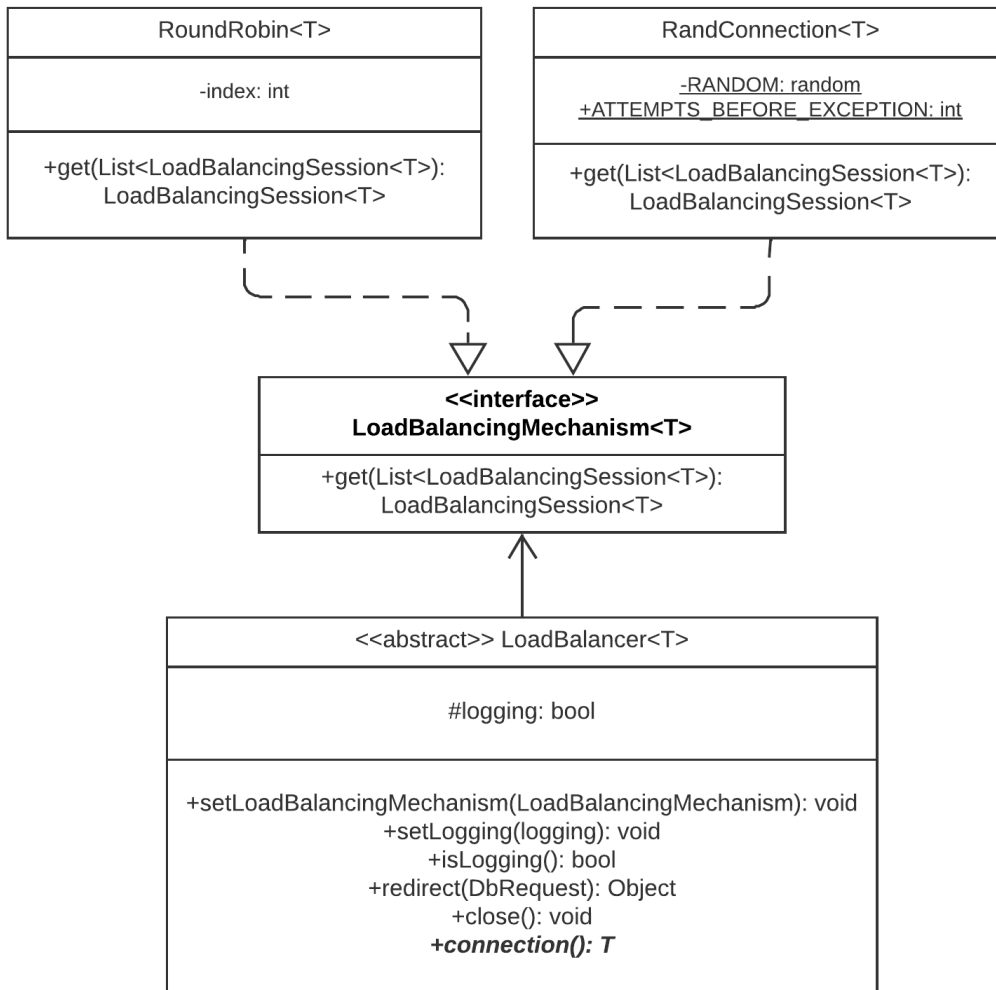 RoundRobin<T>
-index: int
+get(List<LoadBalancingSession<T>):
LoadBalancingSession<T>
RandConnection<T>
-RANDOM: random
+ATTEMPTS_BEFORE_EXCEPTION: int
+get(List<LoadBalancingSession<T>):
LoadBalancingSession<T>
<<interface>>
LoadBalancingMechanism<T>
+get(List<LoadBalancingSession<T>):
LoadBalancingSession<T>
<<abstract>> LoadBalancer<T>
#logging: bool
+setLoadBalancingMechanism(LoadBalancingMechanism): void
+setLogging(logging): void
+isLogging(): bool
+redirect(DbRequest): Object
+close(): void
+connection(): T